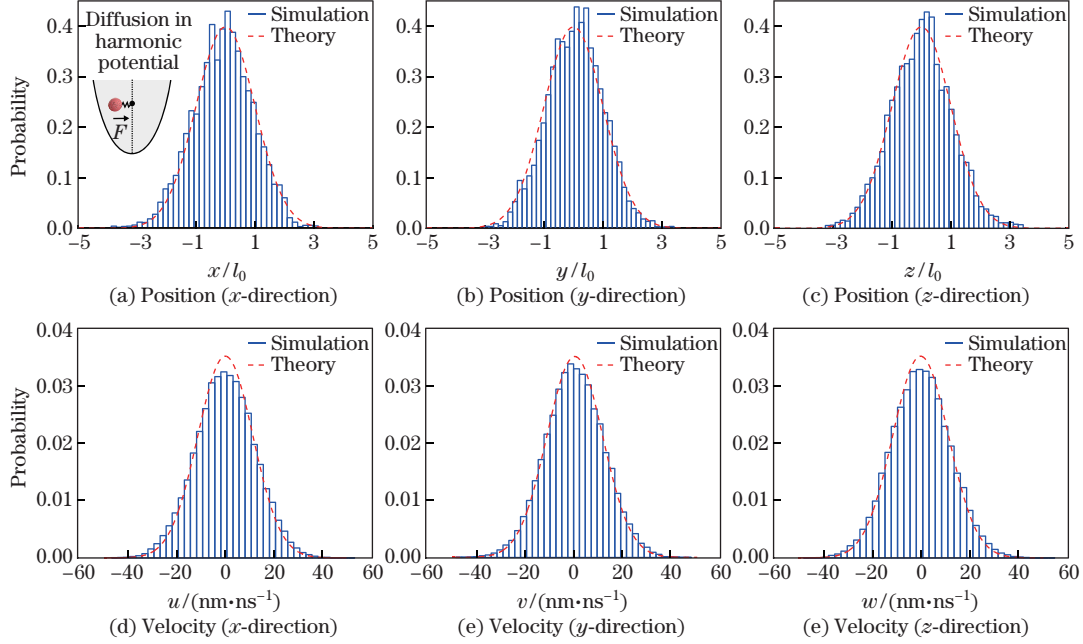 Diffusion in
harmonic
potential
F
Simulation
Theory
Probability
0.4
0.3
0.2
0.1
0.0
−5 −3 −1 1 3 5
x/l0
(a) Position (x-direction)
Simulation
Theory
0.4
0.3
0.2
0.1
0.0
−5 −3 −1 1 3 5
y/l0
(b) Position (y-direction)
Simulation
Theory
0.4
0.3
0.2
0.1
0.0
−5 −3 −1 1 3 5
z/l0
(c) Position (z-direction)
Simulation
Theory
Probability
0.04
0.03
0.02
0.01
0.00
−60 −40 −20 0 20 40 60
u/(nm·ns⁻¹)
(d) Velocity (x-direction)
Simulation
Theory
0.04
0.03
0.02
0.01
0.00
−60 −40 −20 0 20 40 60
v/(nm·ns⁻¹)
(e) Velocity (y-direction)
Simulation
Theory
0.04
0.03
0.02
0.01
0.00
−60 −40 −20 0 20 40 60
w/(nm·ns⁻¹)
(e) Velocity (z-direction)